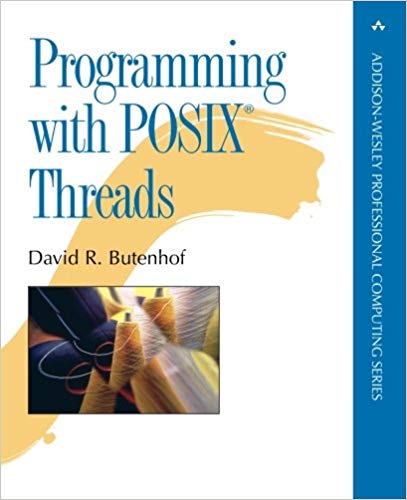 Programming
with POSIX®
Threads
David R. Butenhof
ADDISON-WESLEY PROFESSIONAL COMPUTING SERIES